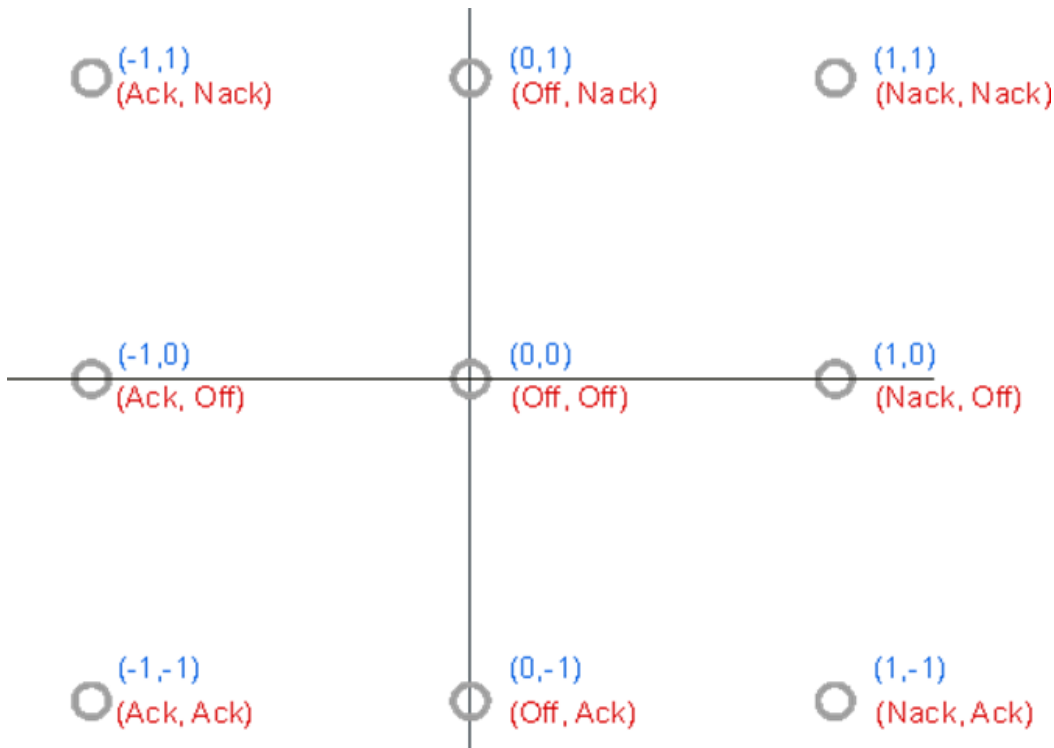 (-1,1)
(Ack, Nack)
(0,1)
(Off, Nack)
(1,1)
(Nack, Nack)
(-1,0)
(Ack, Off)
(0,0)
(Off, Off)
(1,0)
(Nack, Off)
(-1,-1)
(Ack, Ack)
(0,-1)
(Off, Ack)
(1,-1)
(Nack, Ack)